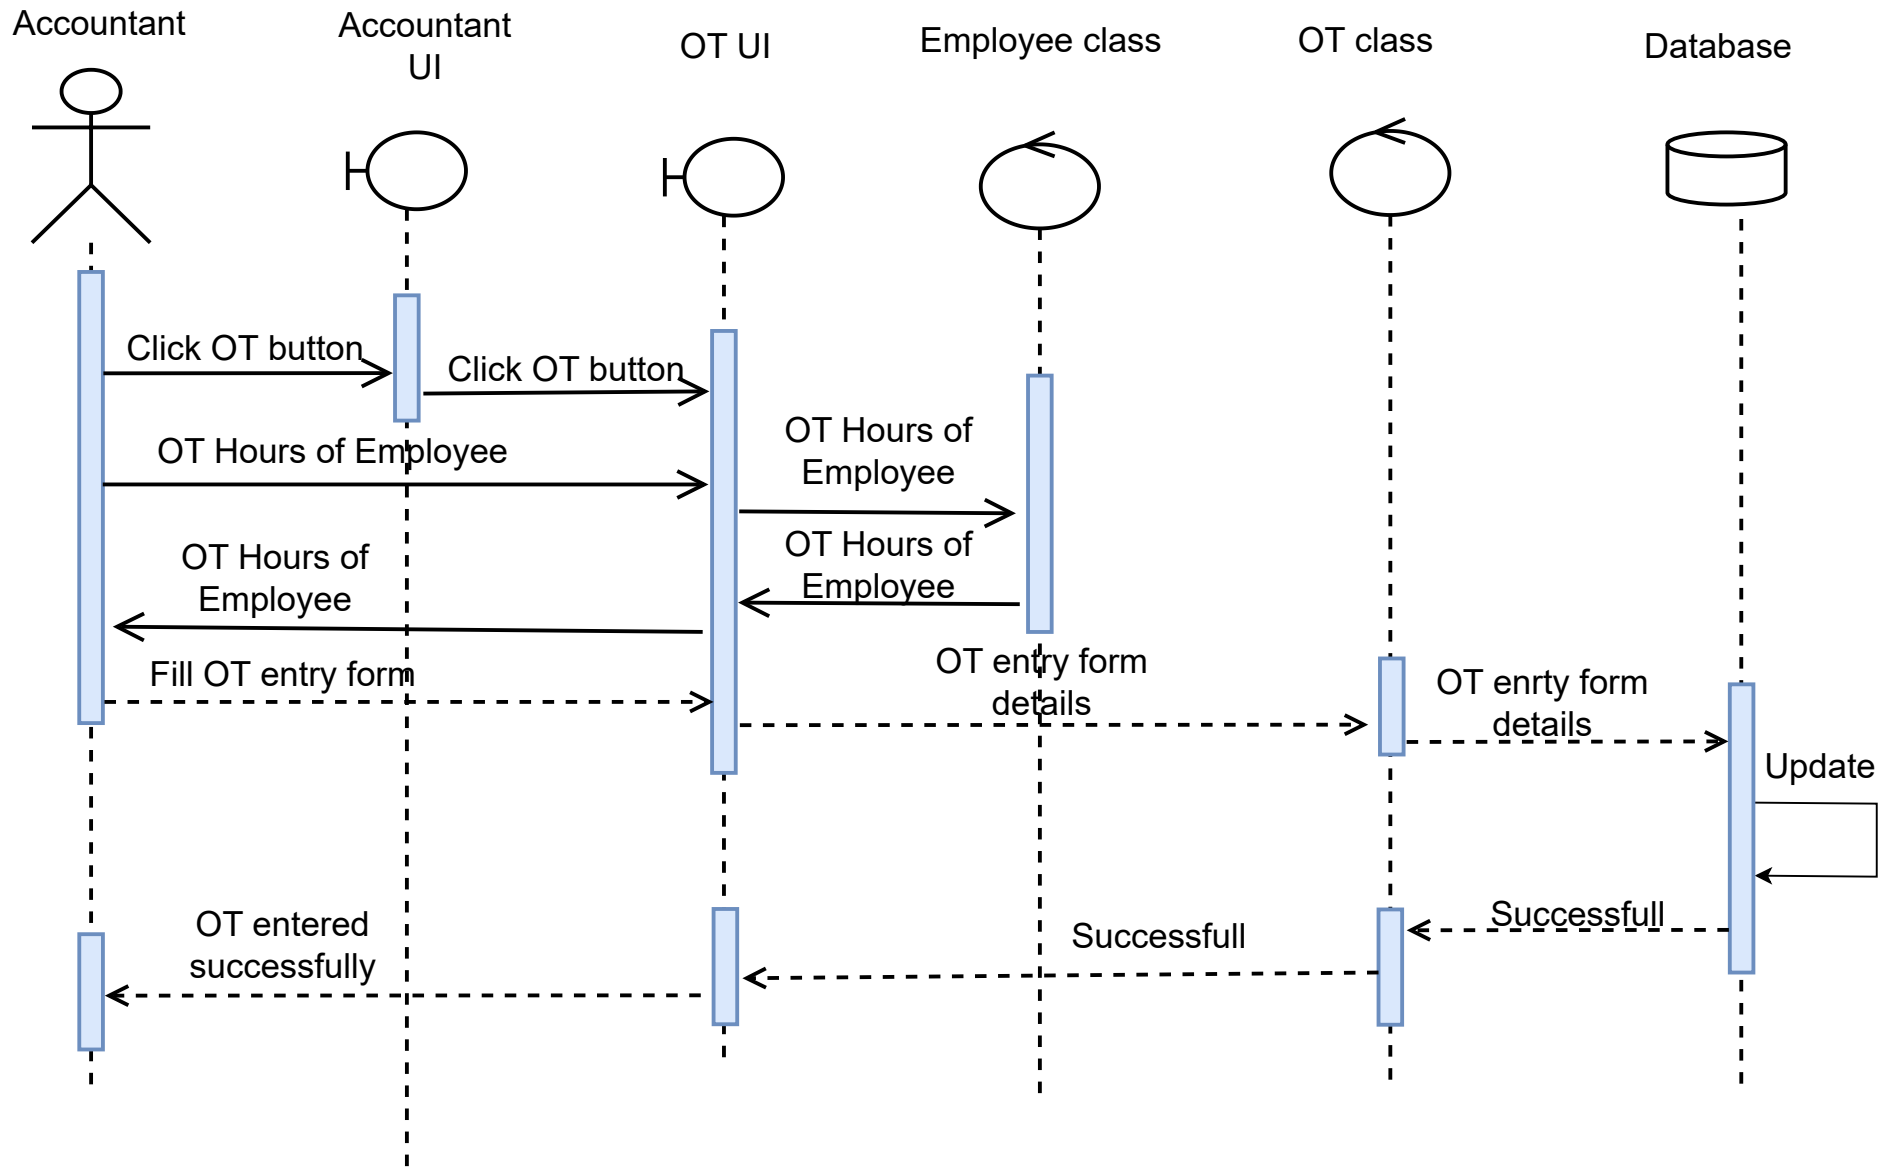 Accountant
Accountant
UI
OT UI
Employee class
OT class
Database
Click OT button
Click OT button
OT Hours of Employee
OT Hours of
Employee
OT Hours of
Employee
OT Hours of
Employee
Fill OT entry form
OT entry form
details
OT enrty form
details
Update
Successfull
Successfull
OT entered
successfully